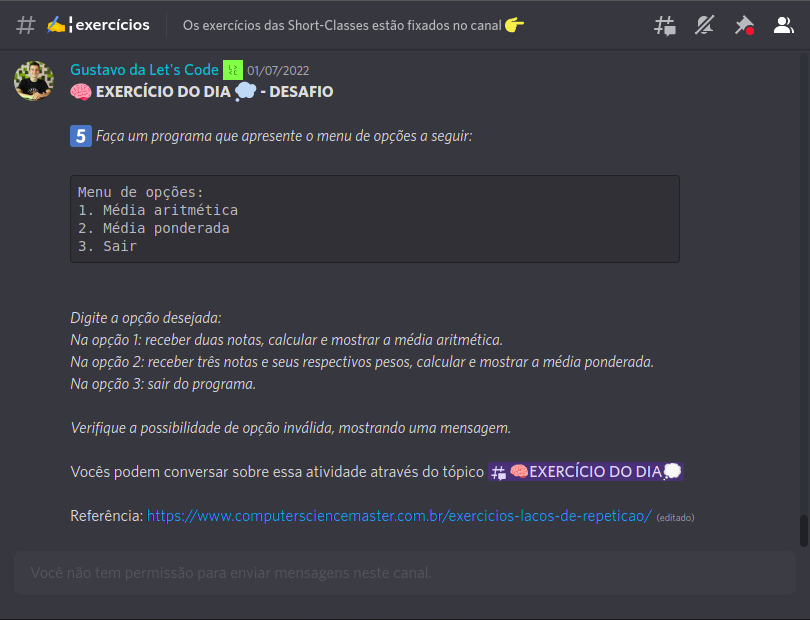 # ✍️¦exercícios Os exercícios das Short-Classes estão fixados no canal 👉
Gustavo da Let's Code 01/07/2022
🧠 EXERCÍCIO DO DIA 💭 - DESAFIO
5️⃣ Faça um programa que apresente o menu de opções a seguir:
Menu de opções:
1. Média aritmética
2. Média ponderada
3. Sair
Digite a opção desejada:
Na opção 1: receber duas notas, calcular e mostrar a média aritmética.
Na opção 2: receber três notas e seus respectivos pesos, calcular e mostrar a média ponderada.
Na opção 3: sair do programa.
Verifique a possibilidade de opção inválida, mostrando uma mensagem.
Vocês podem conversar sobre essa atividade através do tópico 🧠EXERCÍCIO DO DIA💭
Referência: https://www.computersciencemaster.com.br/exercicios-lacos-de-repeticao/ (editado)
Você não tem permissão para enviar mensagens neste canal.